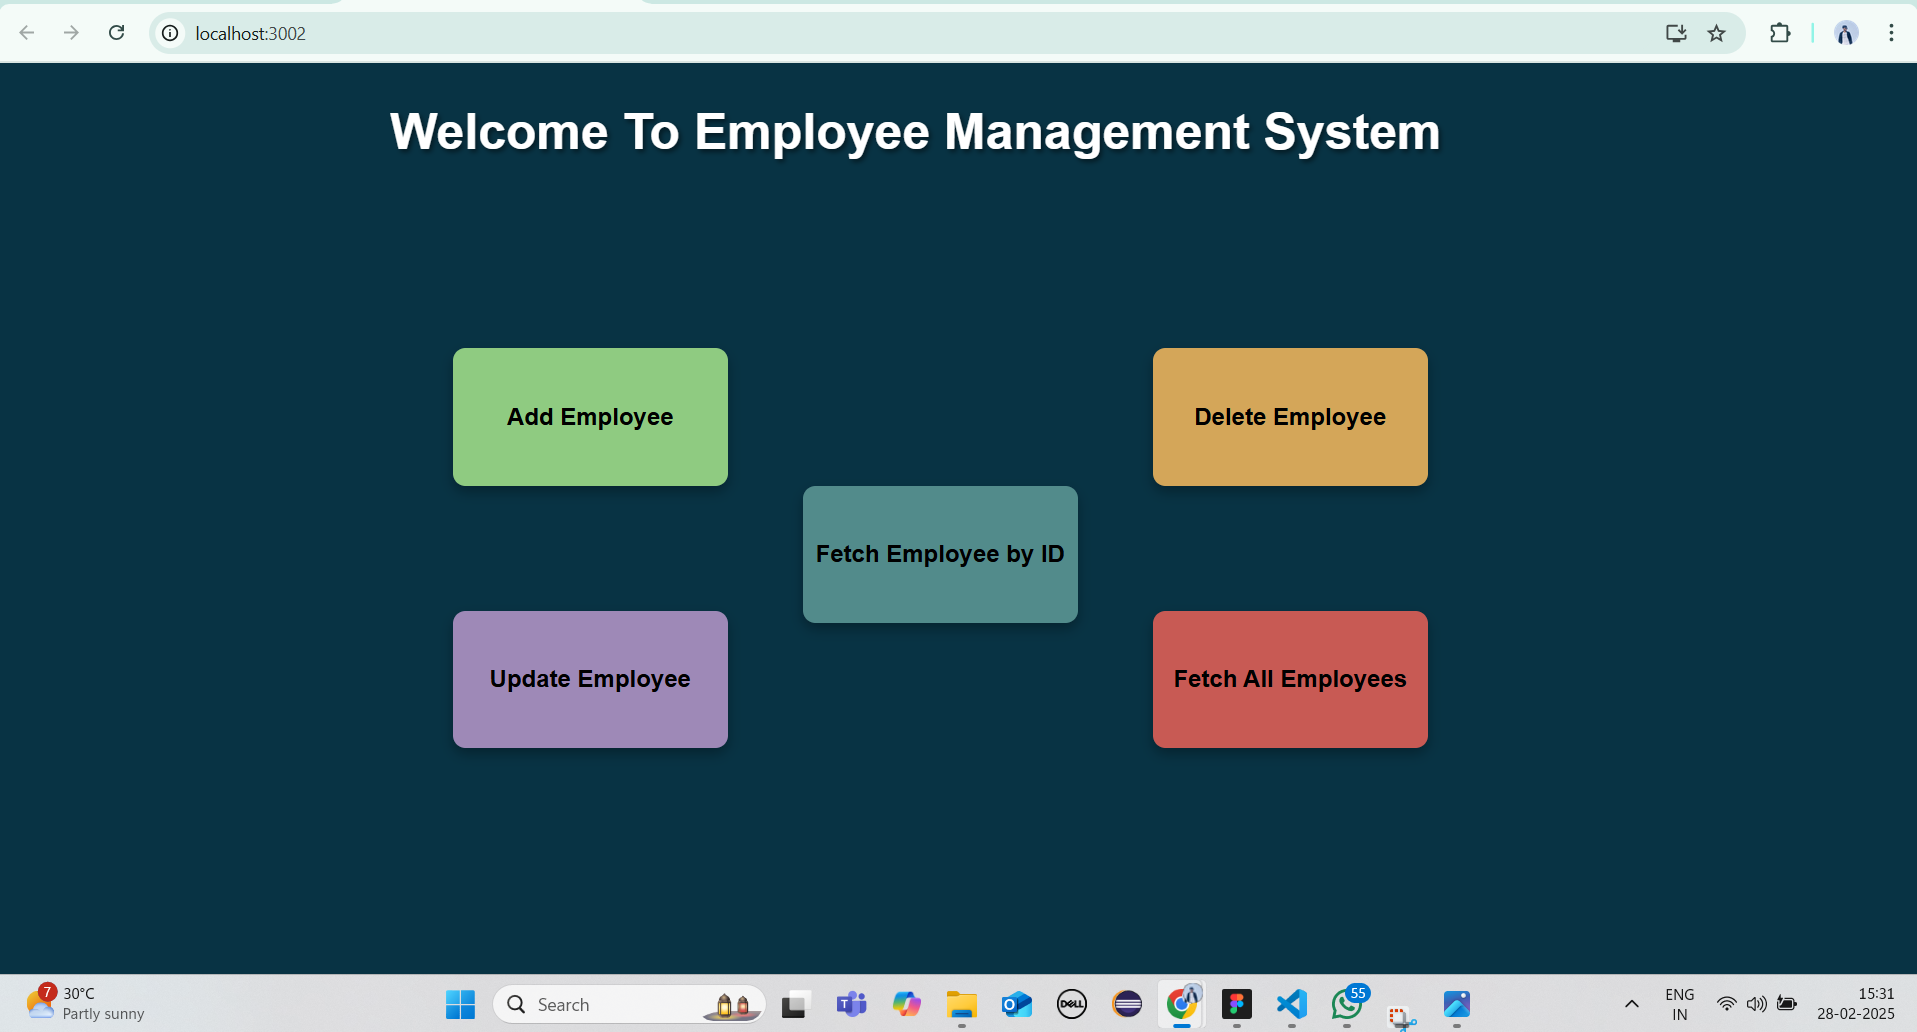 localhost:3002
Welcome To Employee Management System
Add Employee
Delete Employee
Fetch Employee by ID
Update Employee
Fetch All Employees
7
30°C
Partly sunny
Search
T
O
DELL
55
ENG
IN
15:31
28-02-2025